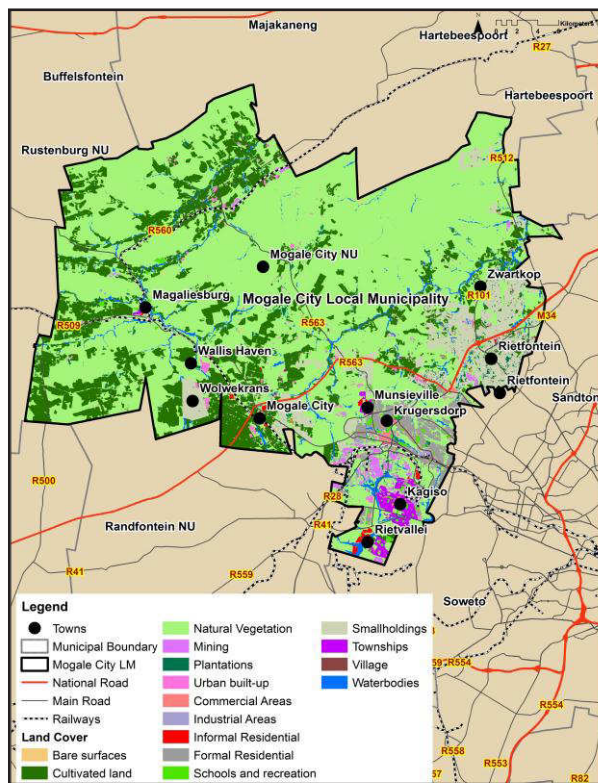 Majakaneng
N
Kilometers
Hartebeespoort
R27
Buffelsfontein
Hartebeespoort
Rustenburg NU
R512
R560
Mogale City NU
Zwartkop
Magaliesburg
Mogale City Local Municipality
R101
M34
R509
R563
Wallis Haven
R563
Rietfontein
Wolwekrans
Munsieville
Rietfontein
Mogale City
Krugersdorp
Sandton
R500
R28
Kagiso
Randfontein NU
R41
Rietvallei
R41
R559
Soweto
Legend
Towns
Municipal Boundary
Mogale City LM
National Road
Main Road
Railways
Land Cover
Bare surfaces
Cultivated land
Natural Vegetation
Mining
Plantations
Urban built-up
Commercial Areas
Industrial Areas
Informal Residential
Formal Residential
Schools and recreation
Smallholdings
Townships
Village
Waterbodies
59
R554
R554
R558
R553
57
R82